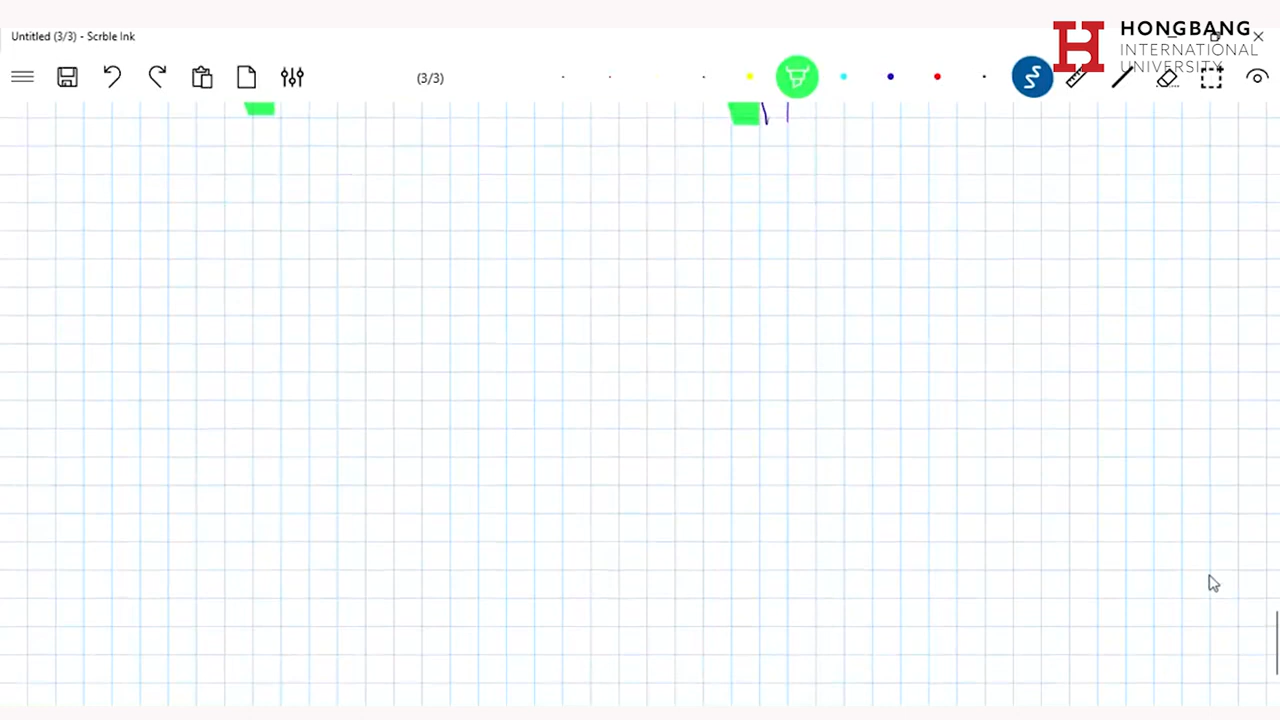 Untitled (3/3) - Scrble Ink
HONGBANG
INTERNATIONAL
UNIVERSITY
(3/3)